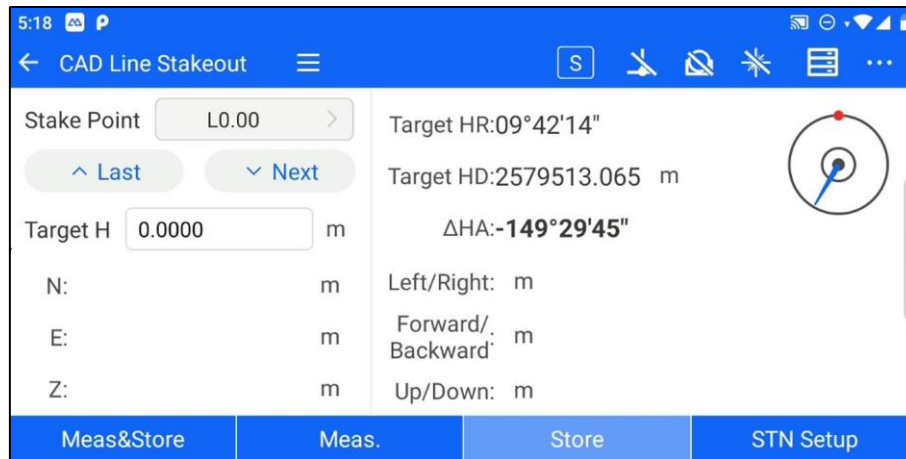 5:18
CAD Line Stakeout
S
Stake Point L0.00
Last Next
Target H 0.0000 m
N: m
E: m
Z: m
Target HR:09°42'14"
Target HD:2579513.065 m
ΔHA:-149°29'45"
Left/Right: m
Forward/
Backward: m
Up/Down: m
Meas&Store Meas. Store STN Setup